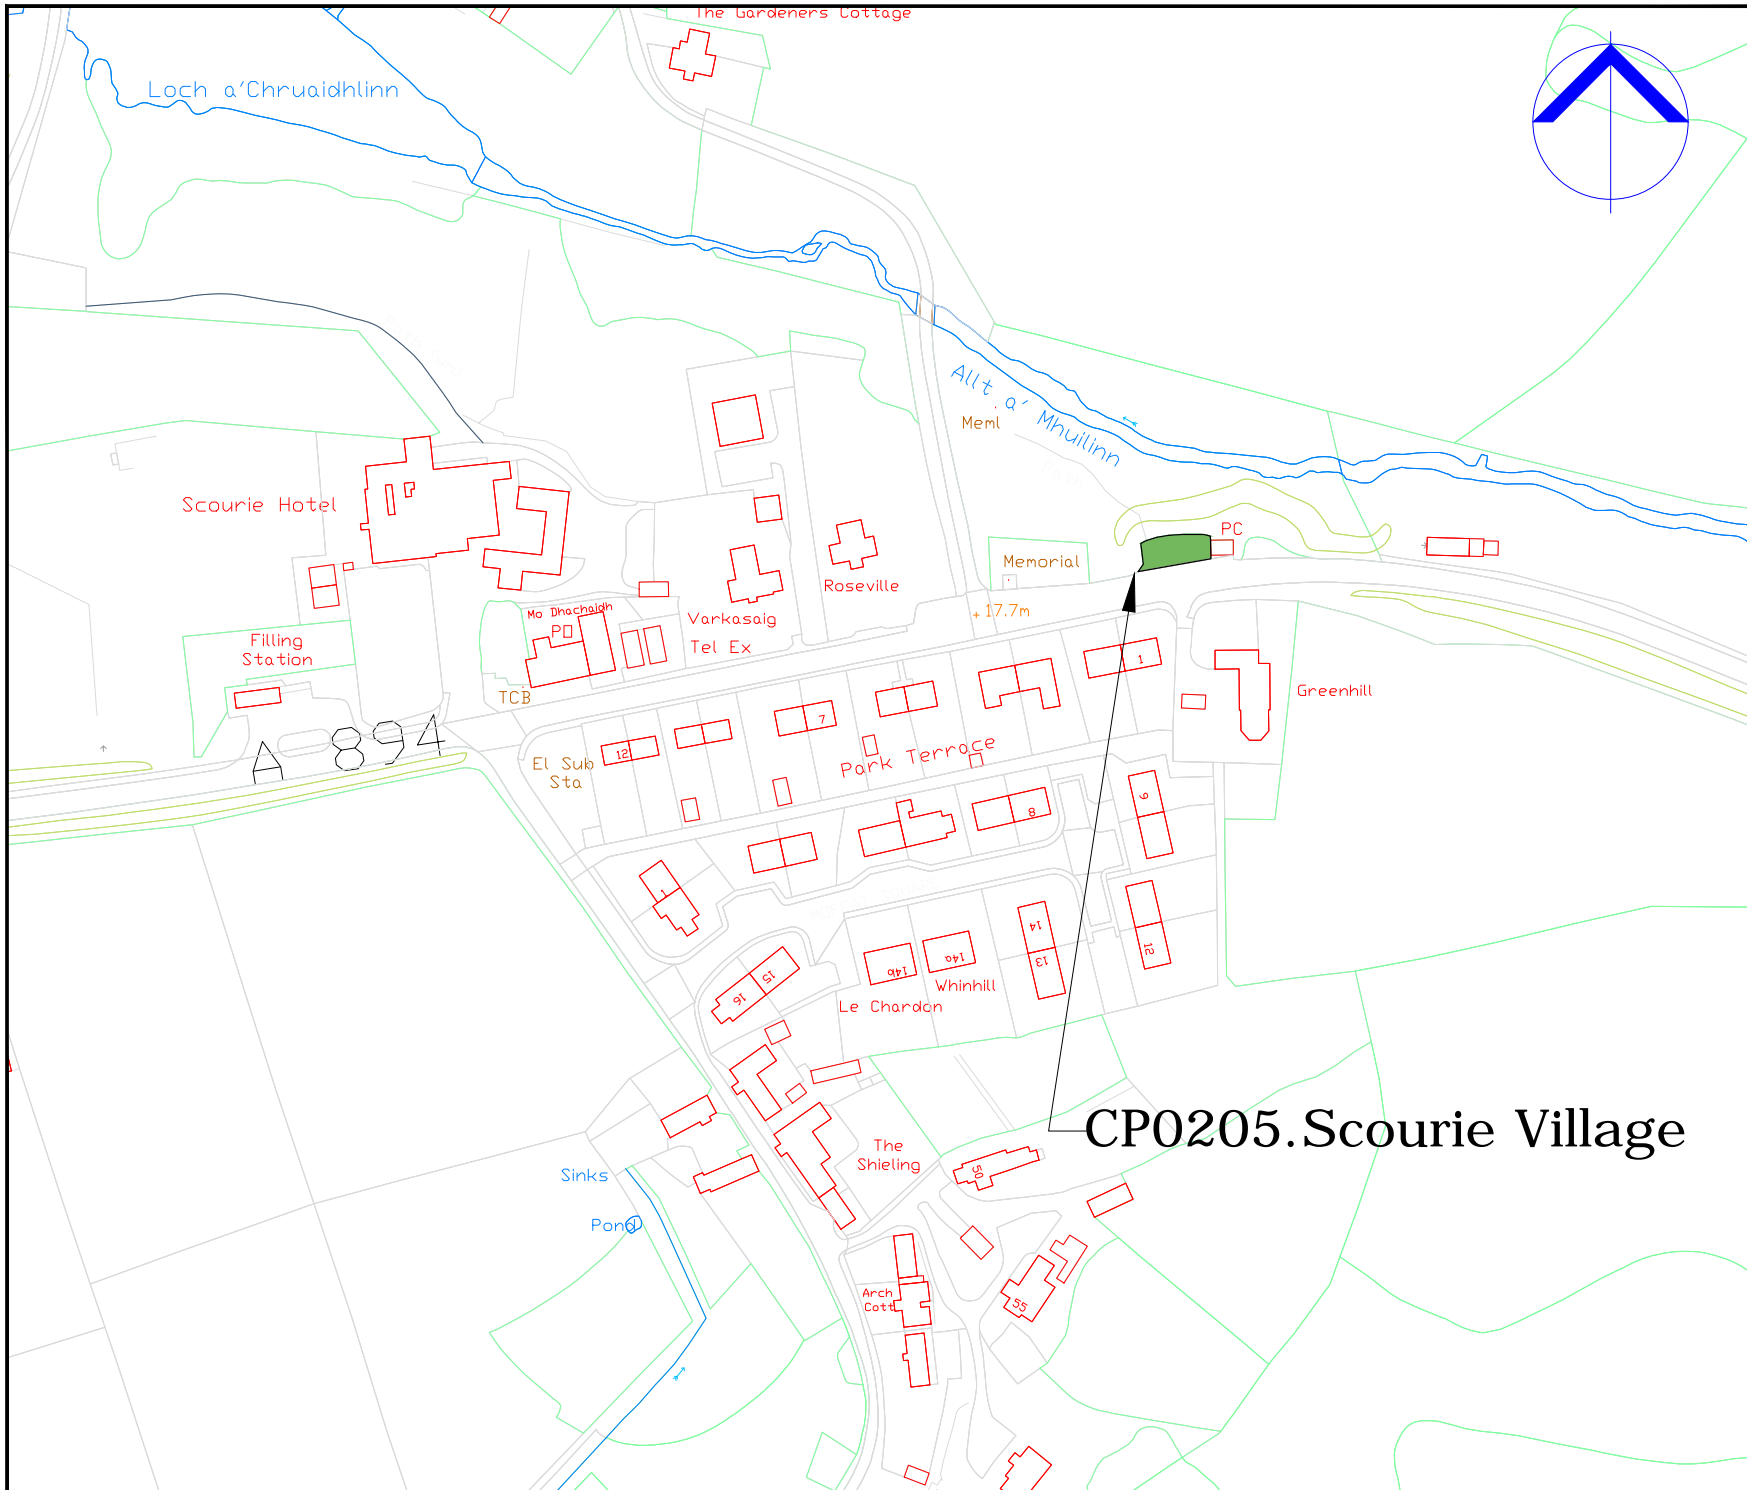 The Gardeners Cottage
Loch a'Chruaidhlinn
Allt a' Mhuilinn
Meml
Scourie Hotel
PC
Memorial
Roseville
Mo Dhachaidh
PO
Varkasaig
+ 17.7m
Filling
Station
Tel Ex
1
TCB
Greenhill
7
A 894
12
El Sub
Sta
Park Terrace
9
8
1
14
12
13
14b
14a
15
16
Whinhill
Le Chardon
CP0205.Scourie Village
The
Shieling
50
Sinks
Pond
Arch
Cott
55